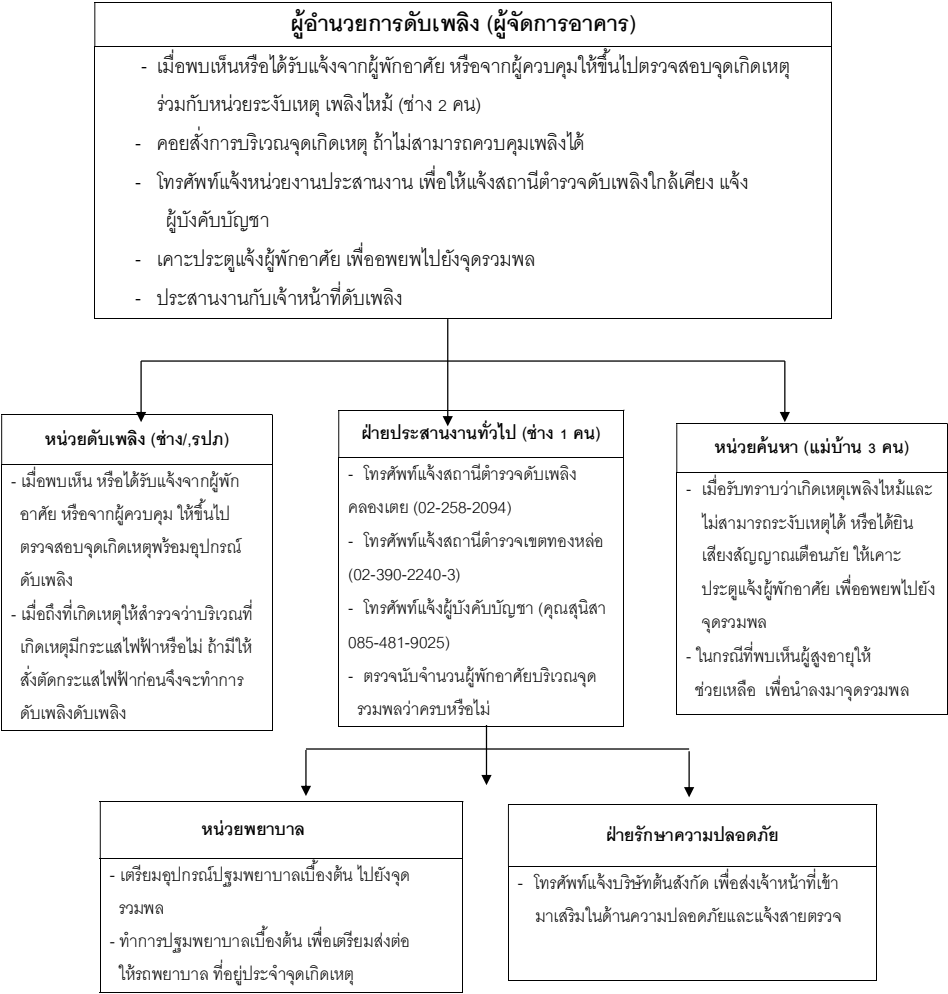 ผู้อำนวยการดับเพลิง (ผู้จัดการอาคาร)
- เมื่อพบเห็นหรือได้รับแจ้งจากผู้พักอาศัย หรือจากผู้ควบคุมให้ขึ้นไปตรวจสอบจุดเกิดเหตุ
ร่วมกับหน่วยระงับเหตุ เพลิงไหม้ (ช่าง 2 คน)
- คอยสั่งการบริเวณจุดเกิดเหตุ ถ้าไม่สามารถควบคุมเพลิงได้
- โทรศัพท์แจ้งหน่วยงานประสานงาน เพื่อให้แจ้งสถานีตำรวจดับเพลิงใกล้เคียง แจ้ง
ผู้บังคับบัญชา
- เคาะประตูแจ้งผู้พักอาศัย เพื่ออพยพไปยังจุดรวมพล
- ประสานงานกับเจ้าหน้าที่ดับเพลิง
หน่วยดับเพลิง (ช่าง/,รปภ)
- เมื่อพบเห็น หรือได้รับแจ้งจากผู้พัก
อาศัย หรือจากผู้ควบคุม ให้ขึ้นไป
ตรวจสอบจุดเกิดเหตุพร้อมอุปกรณ์
ดับเพลิง
- เมื่อถึงที่เกิดเหตุให้สำรวจว่าบริเวณที่
เกิดเหตุมีกระแสไฟฟ้าหรือไม่ ถ้ามีให้
สั่งตัดกระแสไฟฟ้าก่อนจึงจะทำการ
ดับเพลิงดับเพลิง
ฝ่ายประสานงานทั่วไป (ช่าง 1 คน)
- โทรศัพท์แจ้งสถานีตำรวจดับเพลิง
คลองเตย (02-258-2094)
- โทรศัพท์แจ้งสถานีตำรวจเขตทองหล่อ
(02-390-2240-3)
- โทรศัพท์แจ้งผู้บังคับบัญชา (คุณสุนิสา
085-481-9025)
- ตรวจนับจำนวนผู้พักอาศัยบริเวณจุด
รวมพลว่าครบหรือไม่
หน่วยค้นหา (แม่บ้าน 3 คน)
- เมื่อรับทราบว่าเกิดเหตุเพลิงไหม้และ
ไม่สามารถระงับเหตุได้ หรือได้ยิน
เสียงสัญญาณเตือนภัย ให้เคาะ
ประตูแจ้งผู้พักอาศัย เพื่ออพยพไปยัง
จุดรวมพล
- ในกรณีที่พบเห็นผู้สูงอายุให้
ช่วยเหลือ เพื่อนำลงมาจุดรวมพล
หน่วยพยาบาล
- เตรียมอุปกรณ์ปฐมพยาบาลเบื้องต้น ไปยังจุด
รวมพล
- ทำการปฐมพยาบาลเบื้องต้น เพื่อเตรียมส่งต่อ
ให้รถพยาบาล ที่อยู่ประจำจุดเกิดเหตุ
ฝ่ายรักษาความปลอดภัย
- โทรศัพท์แจ้งบริษัทต้นสังกัด เพื่อส่งเจ้าหน้าที่เข้า
มาเสริมในด้านความปลอดภัยและแจ้งสายตรวจ